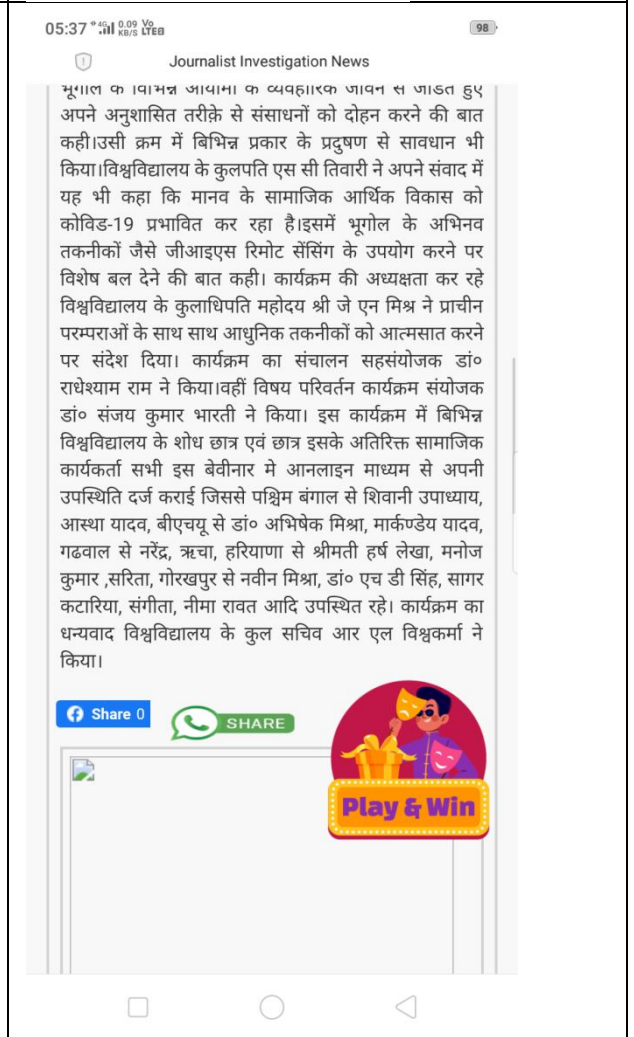 05:37 4G 0.09 KB/S Vo LTE 98
Journalist Investigation News
भूगोल के विभिन्न आयामों के व्यवहारिक जीवन से जोडते हुए
अपने अनुशासित तरीक़े से संसाधनों को दोहन करने की बात
कही।उसी क्रम में बिभिन्न प्रकार के प्रदुषण से सावधान भी
किया।विश्वविद्यालय के कुलपति एस सी तिवारी ने अपने संवाद में
यह भी कहा कि मानव के सामाजिक आर्थिक विकास को
कोविड-19 प्रभावित कर रहा है।इसमें भूगोल के अभिनव
तकनीकों जैसे जीआइएस रिमोट सेंसिंग के उपयोग करने पर
विशेष बल देने की बात कही। कार्यक्रम की अध्यक्षता कर रहे
विश्वविद्यालय के कुलाधिपति महोदय श्री जे एन मिश्र ने प्राचीन
परम्पराओं के साथ साथ आधुनिक तकनीकों को आत्मसात करने
पर संदेश दिया। कार्यक्रम का संचालन सहसंयोजक डां०
राधेश्याम राम ने किया।वहीं विषय परिवर्तन कार्यक्रम संयोजक
डां० संजय कुमार भारती ने किया। इस कार्यक्रम में बिभिन्न
विश्वविद्यालय के शोध छात्र एवं छात्र इसके अतिरिक्त सामाजिक
कार्यकर्ता सभी इस बेवीनार मे आनलाइन माध्यम से अपनी
उपस्थिति दर्ज कराई जिससे पश्चिम बंगाल से शिवानी उपाध्याय,
आस्था यादव, बीएचयू से डां० अभिषेक मिश्रा, मार्कण्डेय यादव,
गढवाल से नरेंद्र, ऋचा, हरियाणा से श्रीमती हर्ष लेखा, मनोज
कुमार ,सरिता, गोरखपुर से नवीन मिश्रा, डां० एच डी सिंह, सागर
कटारिया, संगीता, नीमा रावत आदि उपस्थित रहे। कार्यक्रम का
धन्यवाद विश्वविद्यालय के कुल सचिव आर एल विश्वकर्मा ने
किया।
Share 0
SHARE
Play & Win